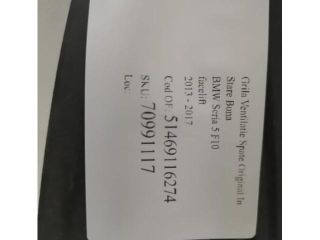 Grila Ventilatie Spate Original In
Stare Buna
BMW Seria 5 F10
facelift
2013 - 2017
Cod OE: 51469116274
SKU: 70991117
Loc: